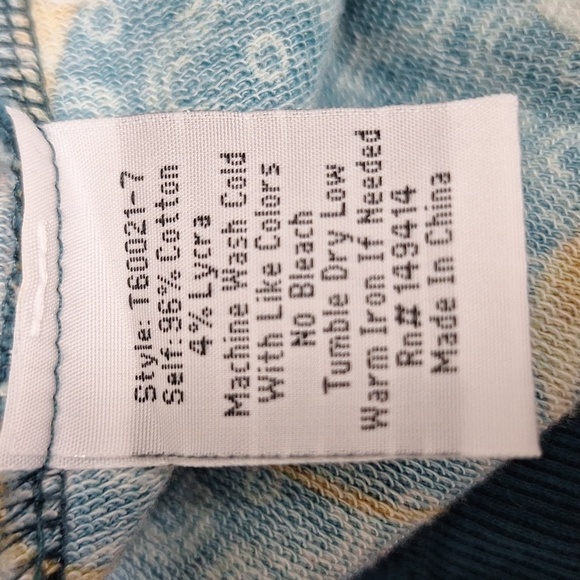 Style: T60021-7
Self: 96% Cotton
4% Lycra
Machine Wash Cold
With Like Colors
No Bleach
Tumble Dry Low
Warm Iron If Needed
Rn# 149414
Made In China